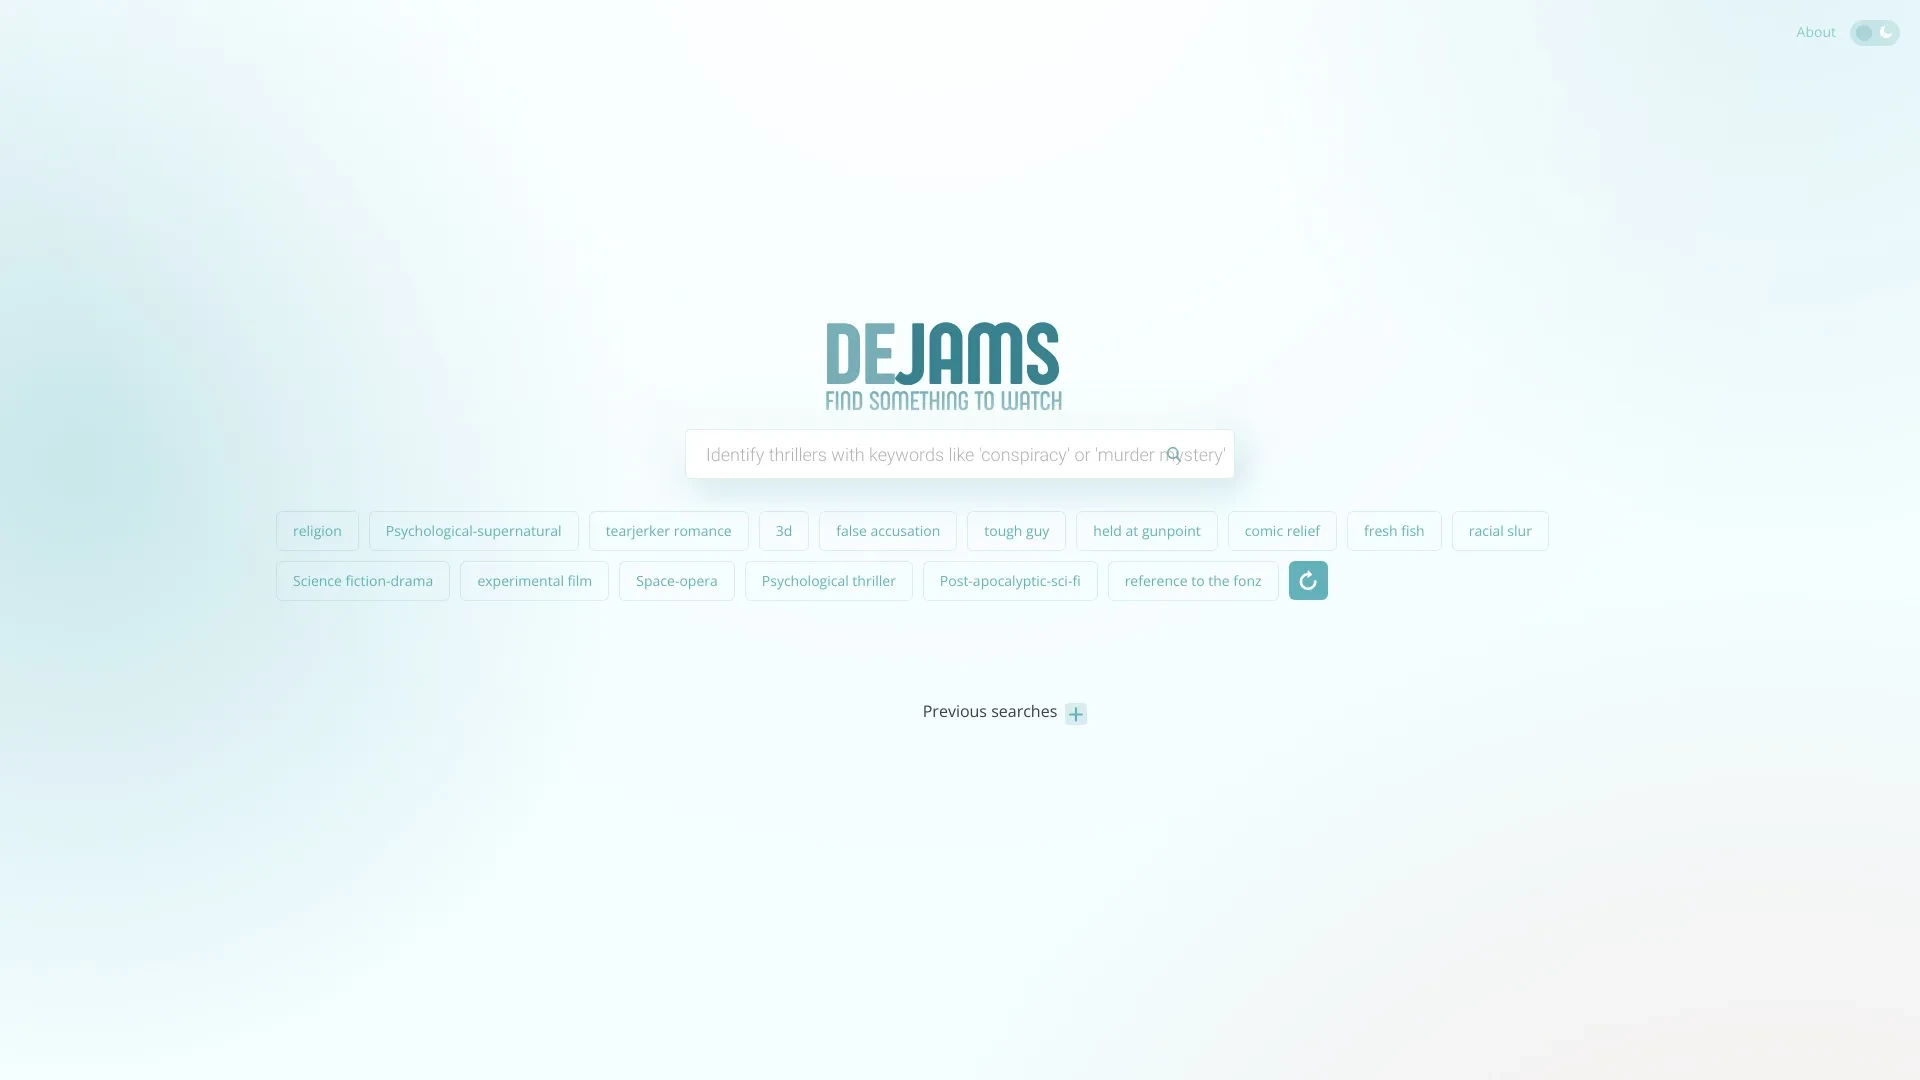 About
DEJAMS
FIND SOMETHING TO WATCH
Identify thrillers with keywords like 'conspiracy' or 'murder mystery'
religion Psychological-supernatural tearjerker romance 3d false accusation tough guy held at gunpoint comic relief fresh fish racial slur
Science fiction-drama experimental film Space-opera Psychological thriller Post-apocalyptic-sci-fi reference to the fonz
Previous searches